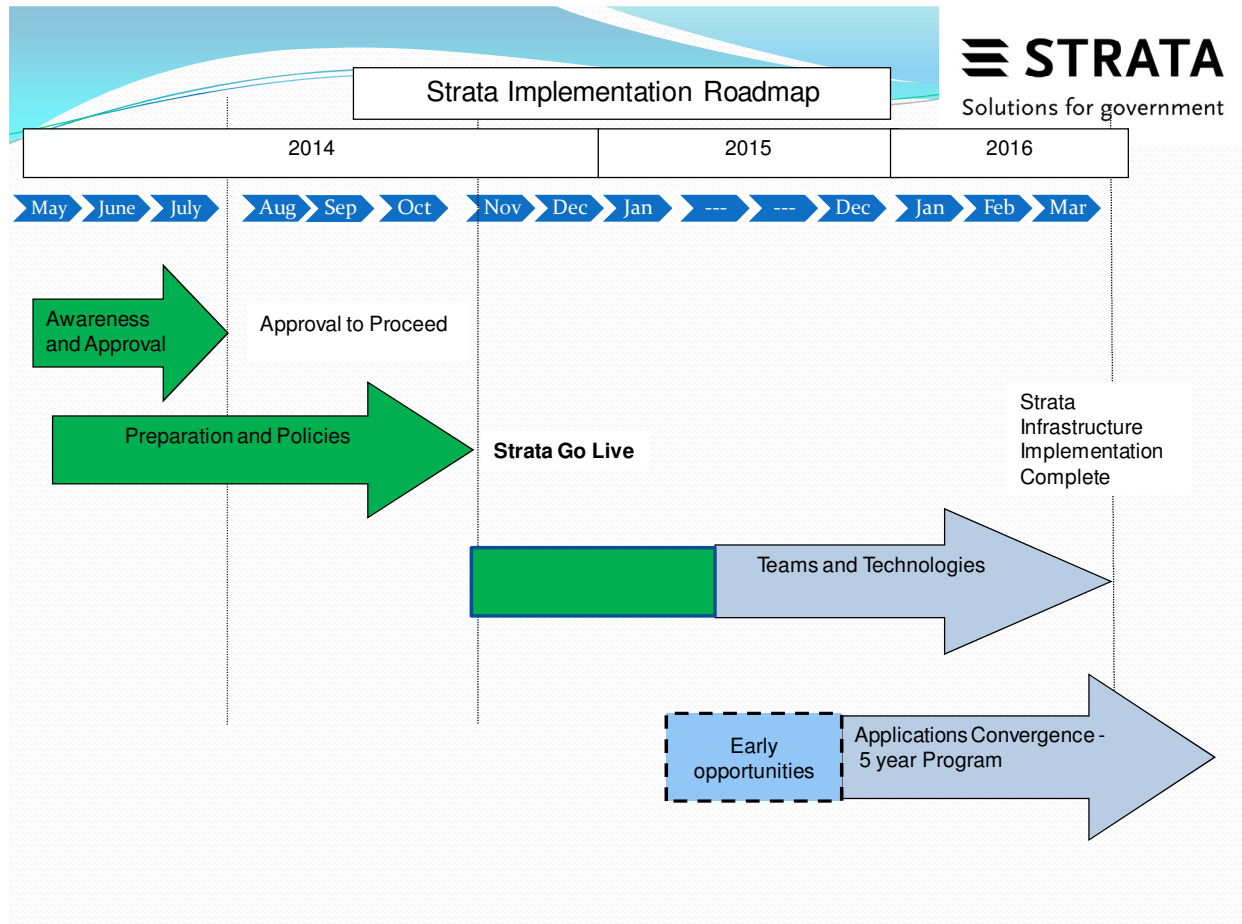 STRATA
Solutions for government
Strata Implementation Roadmap
2014
2015
2016
May
June
July
Aug
Sep
Oct
Nov
Dec
Jan
---
---
Dec
Jan
Feb
Mar
Awareness
and Approval
Approval to Proceed
Preparation and Policies
Strata Go Live
Strata
Infrastructure
Implementation
Complete
Teams and Technologies
Early
opportunities
Applications Convergence -
5 year Program